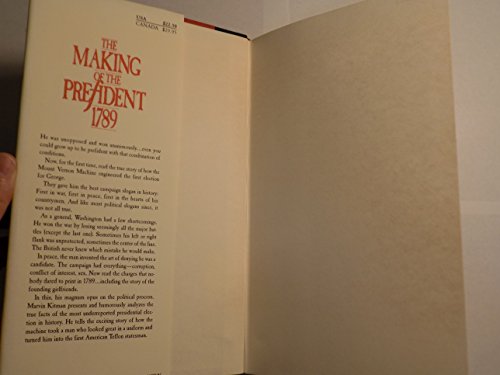 USA $22.50
CANADA $29.95
THE
MAKING
OF THE
PREſIDENT
1789
He was unopposed and won unanimously...even you
could grow up to be preſident with that combination of
conditions.
Now, for the first time, read the true story of how the
Mount Vernon Machine engineered the first election
for George.
They gave him the best campaign slogan in history:
First in war, first in peace, first in the hearts of his
countrymen. And like most political slogans since, it
was not all true.
As a general, Washington had a few shortcomings.
He won the war by losing seemingly all the major bat-
tles (except the last one). Sometimes his left or right
flank was unprotected, sometimes the center of the line.
The British never knew which mistake he would make.
In peace, the man invented the art of denying he was a
candidate. The campaign had everything—corruption,
conflict of interest, sex. Now read the charges that no-
body dared to print in 1789...including the story of the
founding girlfriends.
In this, his magnum opus on the political process,
Marvin Kitman presents and humorously analyzes the
true facts of the most underreported presidential elec-
tion in history. He tells the exciting story of how the
machine took a man who looked great in a uniform and
turned him into the first American Teflon statesman.